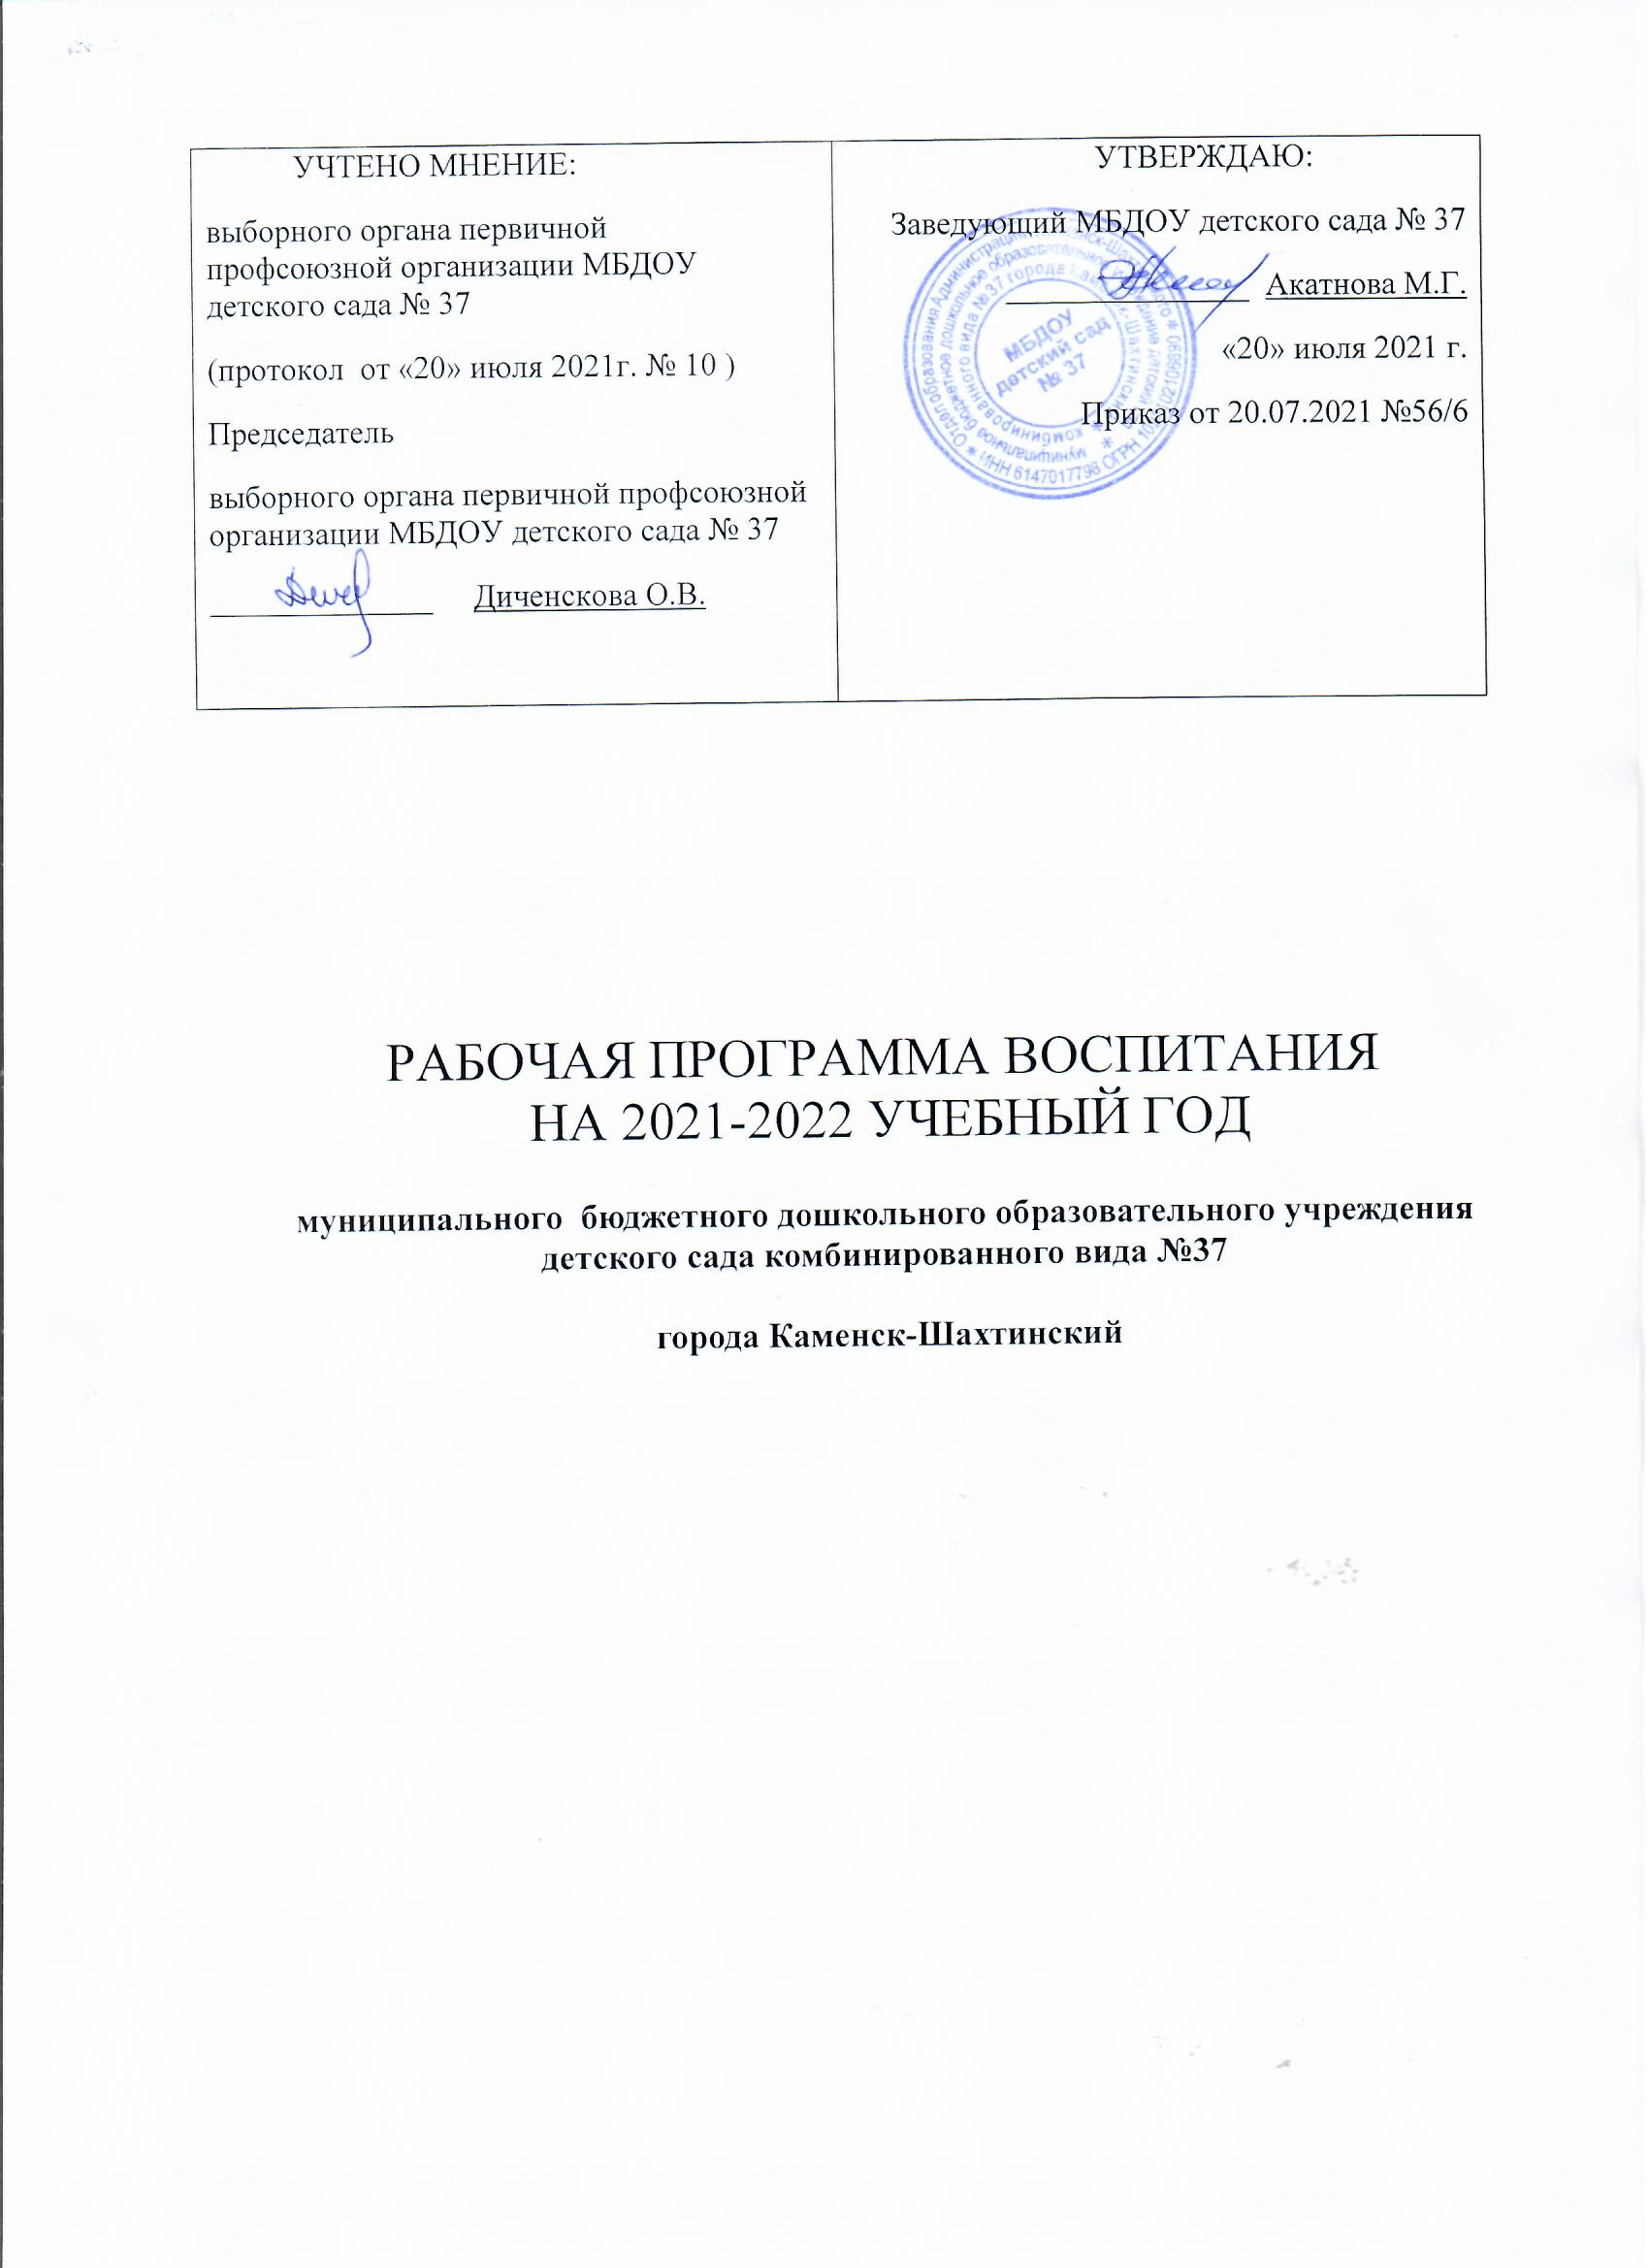 УЧТЕНО МНЕНИЕ:
выборного органа первичной
профсоюзной организации МБДОУ
детского сада № 37
(протокол  от «20» июля 2021г. № 10 )
Председатель
выборного органа первичной профсоюзной
организации МБДОУ детского сада № 37
Диченскова О.В.
УТВЕРЖДАЮ:
Заведующий МБДОУ детского сада № 37
Акатнова М.Г.
«20» июля 2021 г.
Приказ от 20.07.2021 №56/6
МБДОУ
детский сад
№ 37
ИНН 6147017798 ОГРН
РАБОЧАЯ ПРОГРАММА ВОСПИТАНИЯ
НА 2021-2022 УЧЕБНЫЙ ГОД
муниципального  бюджетного дошкольного образовательного учреждения
детского сада комбинированного вида №37
города Каменск-Шахтинский